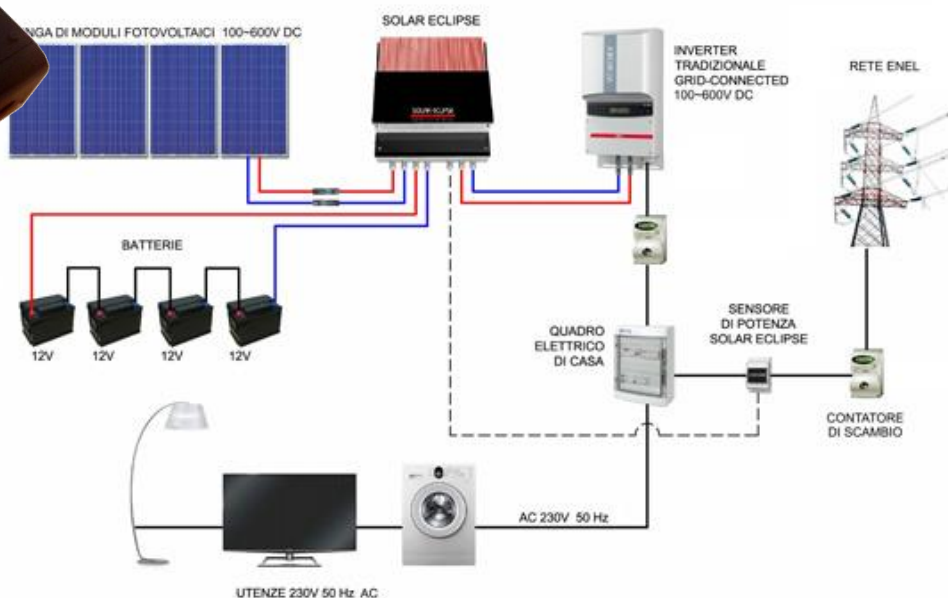 NGA DI MODULI FOTOVOLTAICI 100~600V DC
SOLAR ECLIPSE
SOLAR ECLIPSE
INVERTER
TRADIZIONALE
GRID-CONNECTED
100~600V DC
RETE ENEL
BATTERIE
12V
12V
12V
12V
QUADRO
ELETTRICO
DI CASA
SENSORE
DI POTENZA
SOLAR ECLIPSE
CONTATORE
DI SCAMBIO
AC 230V 50 Hz
UTENZE 230V 50 Hz AC